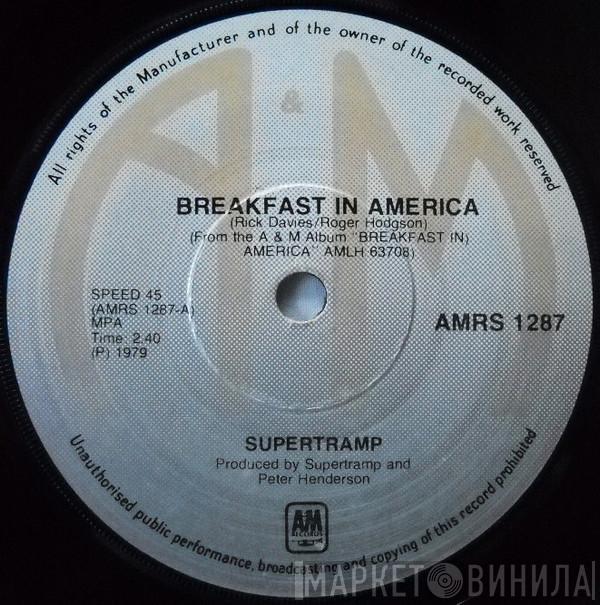 All rights of the Manufacturer and of the owner of the recorded work reserved
A&M
BREAKFAST IN AMERICA
(Rick Davies/Roger Hodgson)
(From the A & M Album "BREAKFAST IN)
AMERICA" AMLH 63708)
SPEED 45
(AMRS 1287-A)
MPA
Time: 2.40
(P) 1979
AMRS 1287
SUPERTRAMP
Produced by Supertramp and
Peter Henderson
A&M
RECORDS
Unauthorised public performance, broadcasting and copying of this record prohibited
МАРКЕТ ВИНИЛА